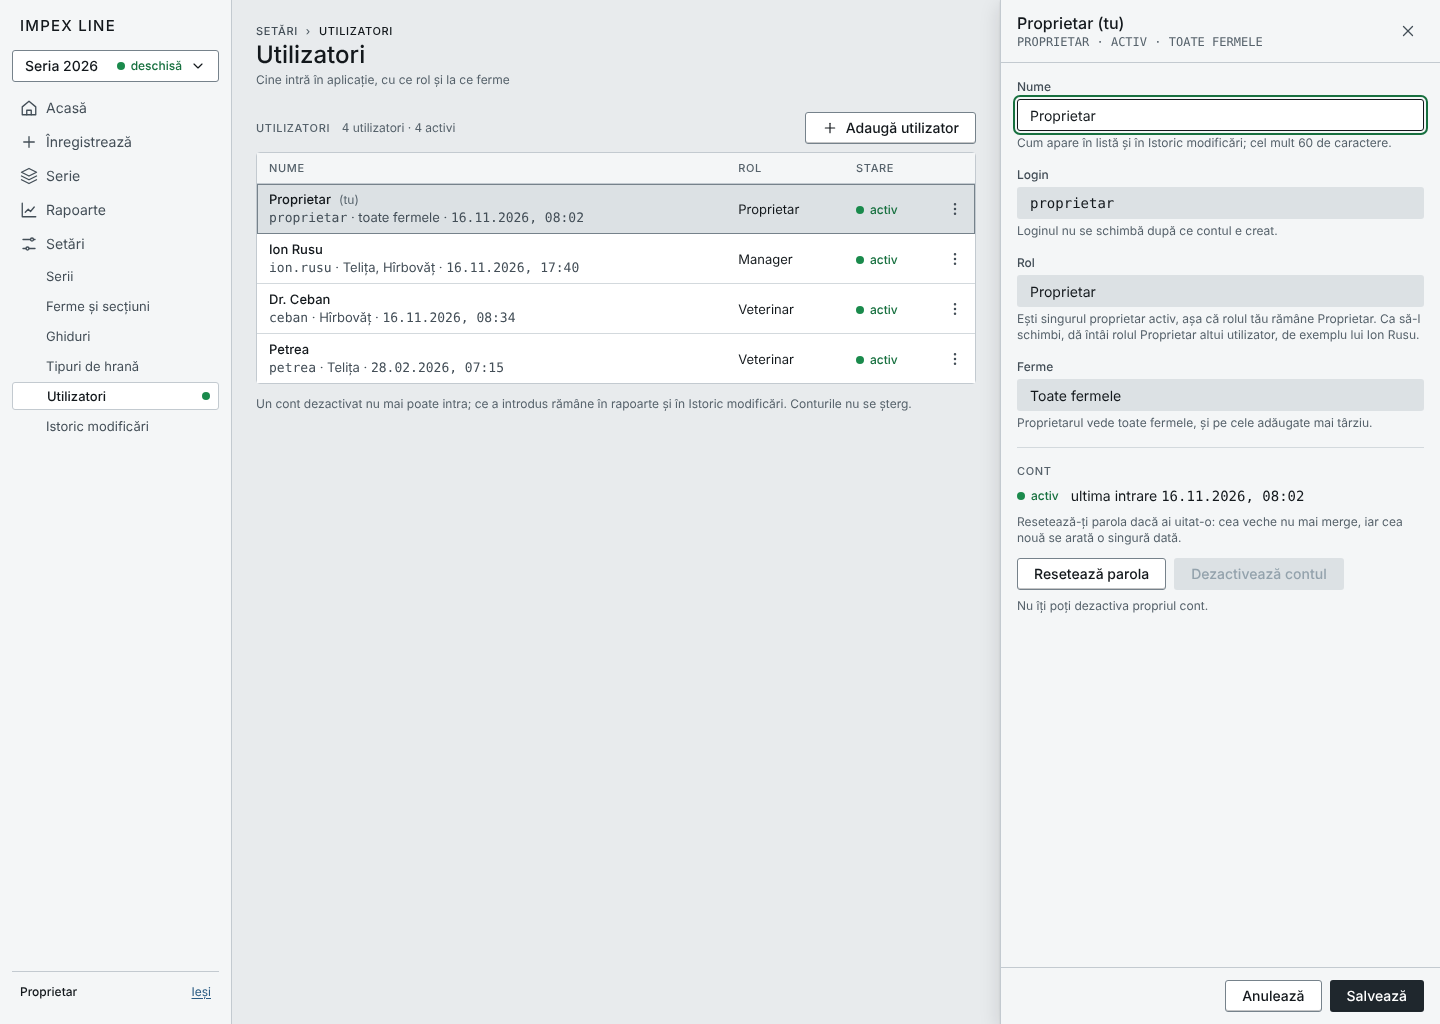 IMPEX LINE
Seria 2026 deschisă
Acasă
Înregistrează
Serie
Rapoarte
Setări
Serii
Ferme și secțiuni
Ghiduri
Tipuri de hrană
Utilizatori
Istoric modificări
Proprietar Ieși
SETĂRI › UTILIZATORI
Utilizatori
Cine intră în aplicație, cu ce rol și la ce ferme
UTILIZATORI 4 utilizatori · 4 activi
Adaugă utilizator
NUME ROL STARE
Proprietar (tu)
proprietar · toate fermele · 16.11.2026, 08:02
Proprietar activ
Ion Rusu
ion.rusu · Telița, Hîrbovăț · 16.11.2026, 17:40
Manager activ
Dr. Ceban
ceban · Hîrbovăț · 16.11.2026, 08:34
Veterinar activ
Petrea
petrea · Telița · 28.02.2026, 07:15
Veterinar activ
Un cont dezactivat nu mai poate intra; ce a introdus rămâne în rapoarte și în Istoric modificări. Conturile nu se șterg.
Proprietar (tu)
PROPRIETAR · ACTIV · TOATE FERMELE
Nume
Proprietar
Cum apare în listă și în Istoric modificări; cel mult 60 de caractere.
Login
proprietar
Loginul nu se schimbă după ce contul e creat.
Rol
Proprietar
Ești singurul proprietar activ, așa că rolul tău rămâne Proprietar. Ca să-l
schimbi, dă întâi rolul Proprietar altui utilizator, de exemplu lui Ion Rusu.
Ferme
Toate fermele
Proprietarul vede toate fermele, și pe cele adăugate mai târziu.
CONT
activ ultima intrare 16.11.2026, 08:02
Resetează-ți parola dacă ai uitat-o: cea veche nu mai merge, iar cea
nouă se arată o singură dată.
Resetează parola Dezactivează contul
Nu îți poți dezactiva propriul cont.
Anulează Salvează